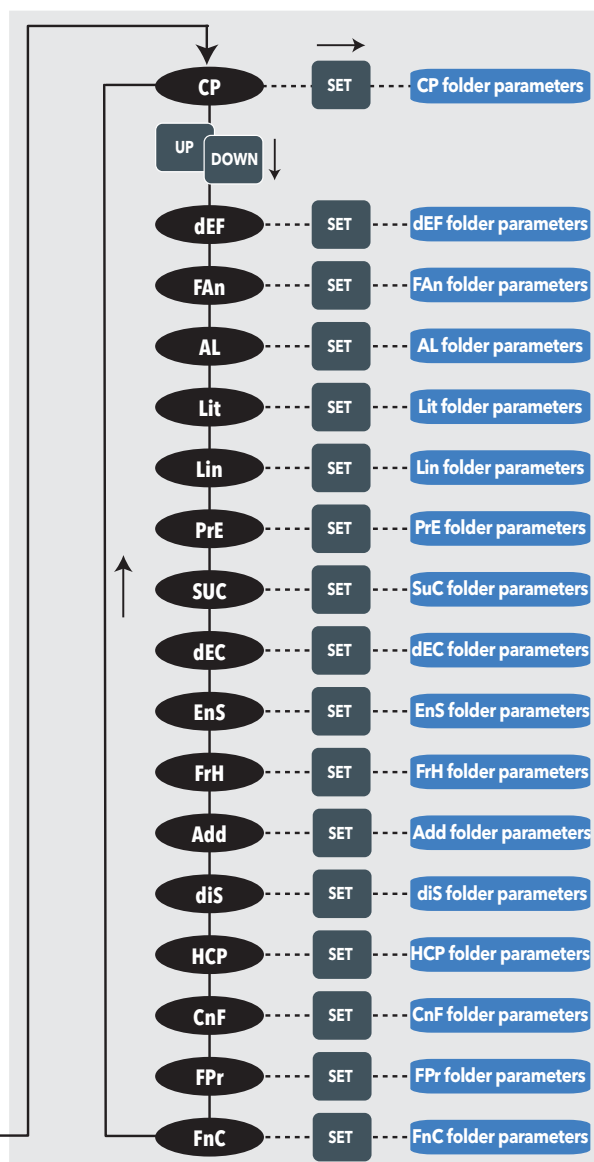 CP SET CP folder parameters
UP
DOWN
dEF SET dEF folder parameters
FAn SET FAn folder parameters
AL SET AL folder parameters
Lit SET Lit folder parameters
Lin SET Lin folder parameters
PrE SET PrE folder parameters
SUC SET SuC folder parameters
dEC SET dEC folder parameters
EnS SET EnS folder parameters
FrH SET FrH folder parameters
Add SET Add folder parameters
diS SET diS folder parameters
HCP SET HCP folder parameters
CnF SET CnF folder parameters
FPr SET FPr folder parameters
FnC SET FnC folder parameters